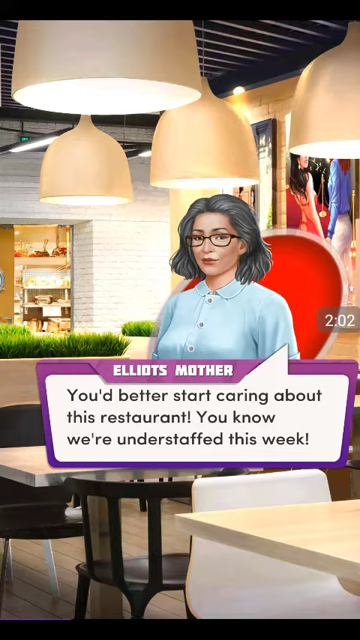 2:02
ELLIOTS MOTHER
You'd better start caring about
this restaurant! You know
we're understaffed this week!